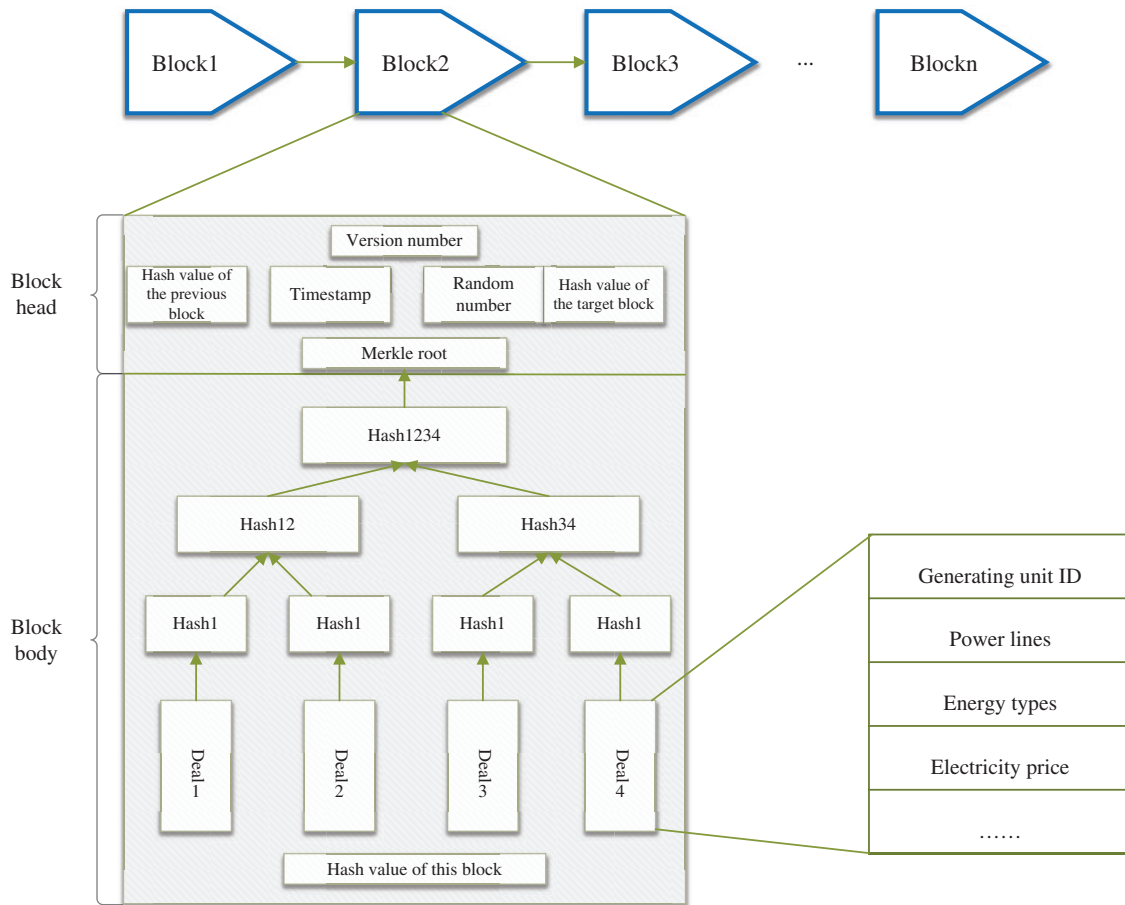 Block1
Block2
Block3
...
Blockn
Block
head
Version number
Hash value of
the previous
block
Timestamp
Random
number
Hash value of
the target block
Merkle root
Block
body
Hash1234
Hash12
Hash34
Hash1
Hash1
Hash1
Hash1
Deal 1
Deal 2
Deal 3
Deal 4
Hash value of this block
Generating unit ID
Power lines
Energy types
Electricity price
……